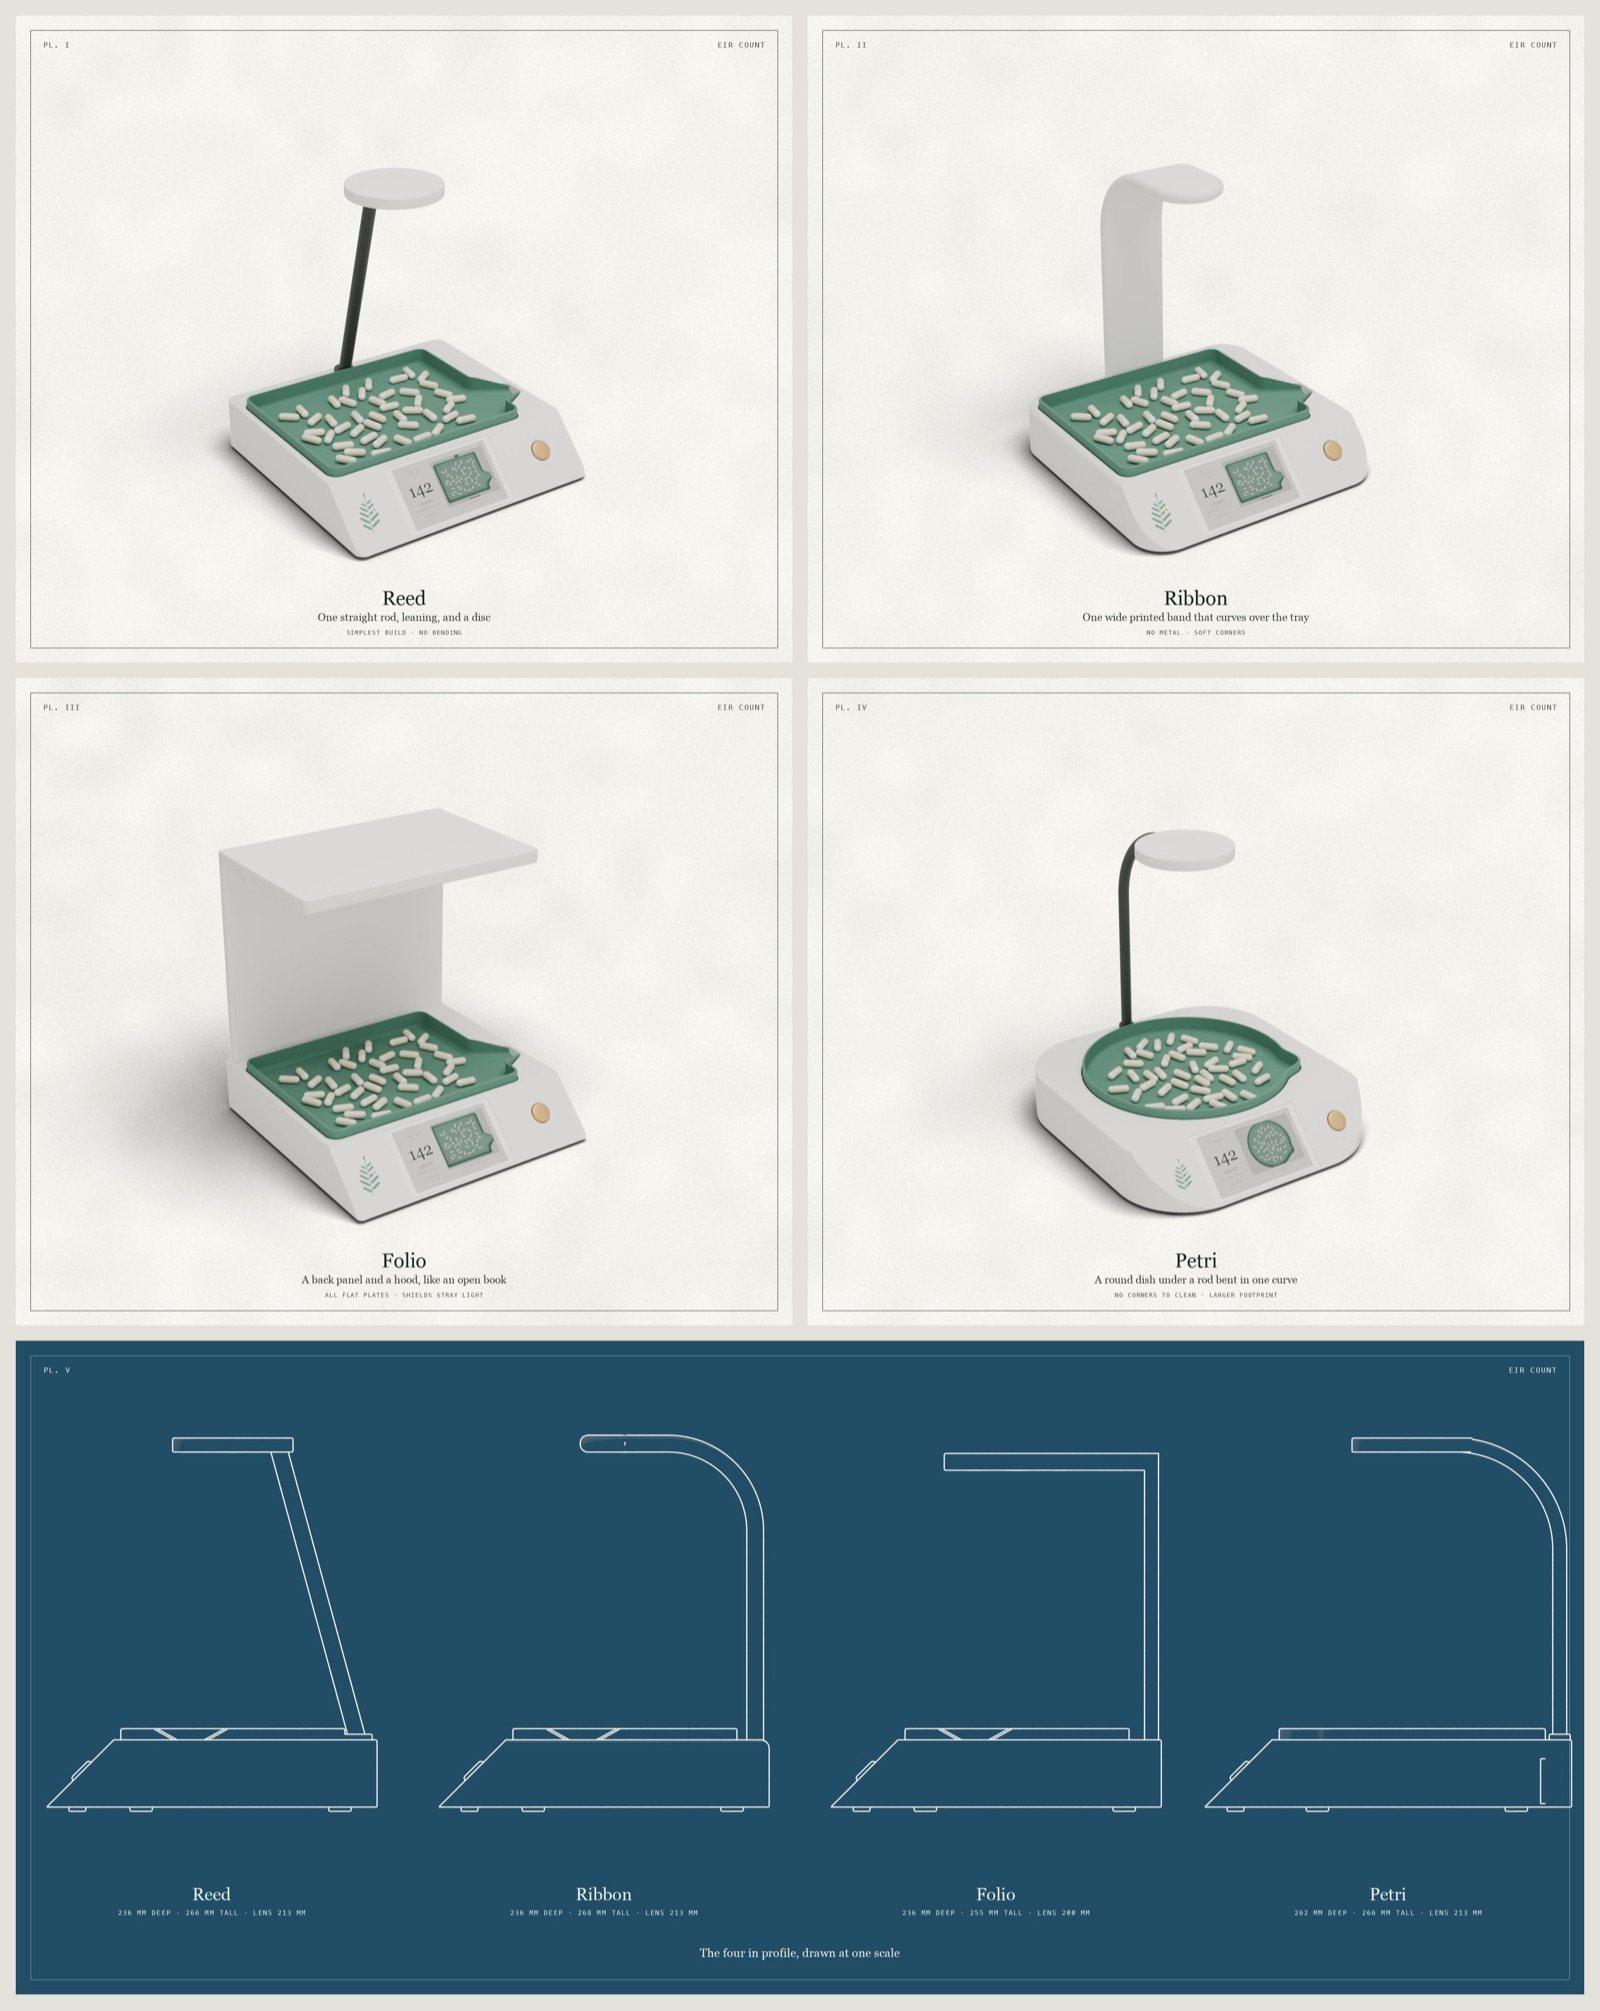 PL. I
EIR COUNT
142
Reed
One straight rod, leaning, and a disc
SIMPLEST BUILD · NO BENDING
PL. II
EIR COUNT
142
Ribbon
One wide printed band that curves over the tray
NO METAL · SOFT CORNERS
PL. III
EIR COUNT
142
Folio
A back panel and a hood, like an open book
ALL FLAT PLATES · SHIELDS STRAY LIGHT
PL. IV
EIR COUNT
142
Petri
A round dish under a rod bent in one curve
NO CORNERS TO CLEAN · LARGER FOOTPRINT
PL. V
EIR COUNT
Reed
236 MM DEEP · 266 MM TALL · LENS 213 MM
Ribbon
236 MM DEEP · 268 MM TALL · LENS 213 MM
Folio
236 MM DEEP · 255 MM TALL · LENS 200 MM
Petri
262 MM DEEP · 266 MM TALL · LENS 213 MM
The four in profile, drawn at one scale